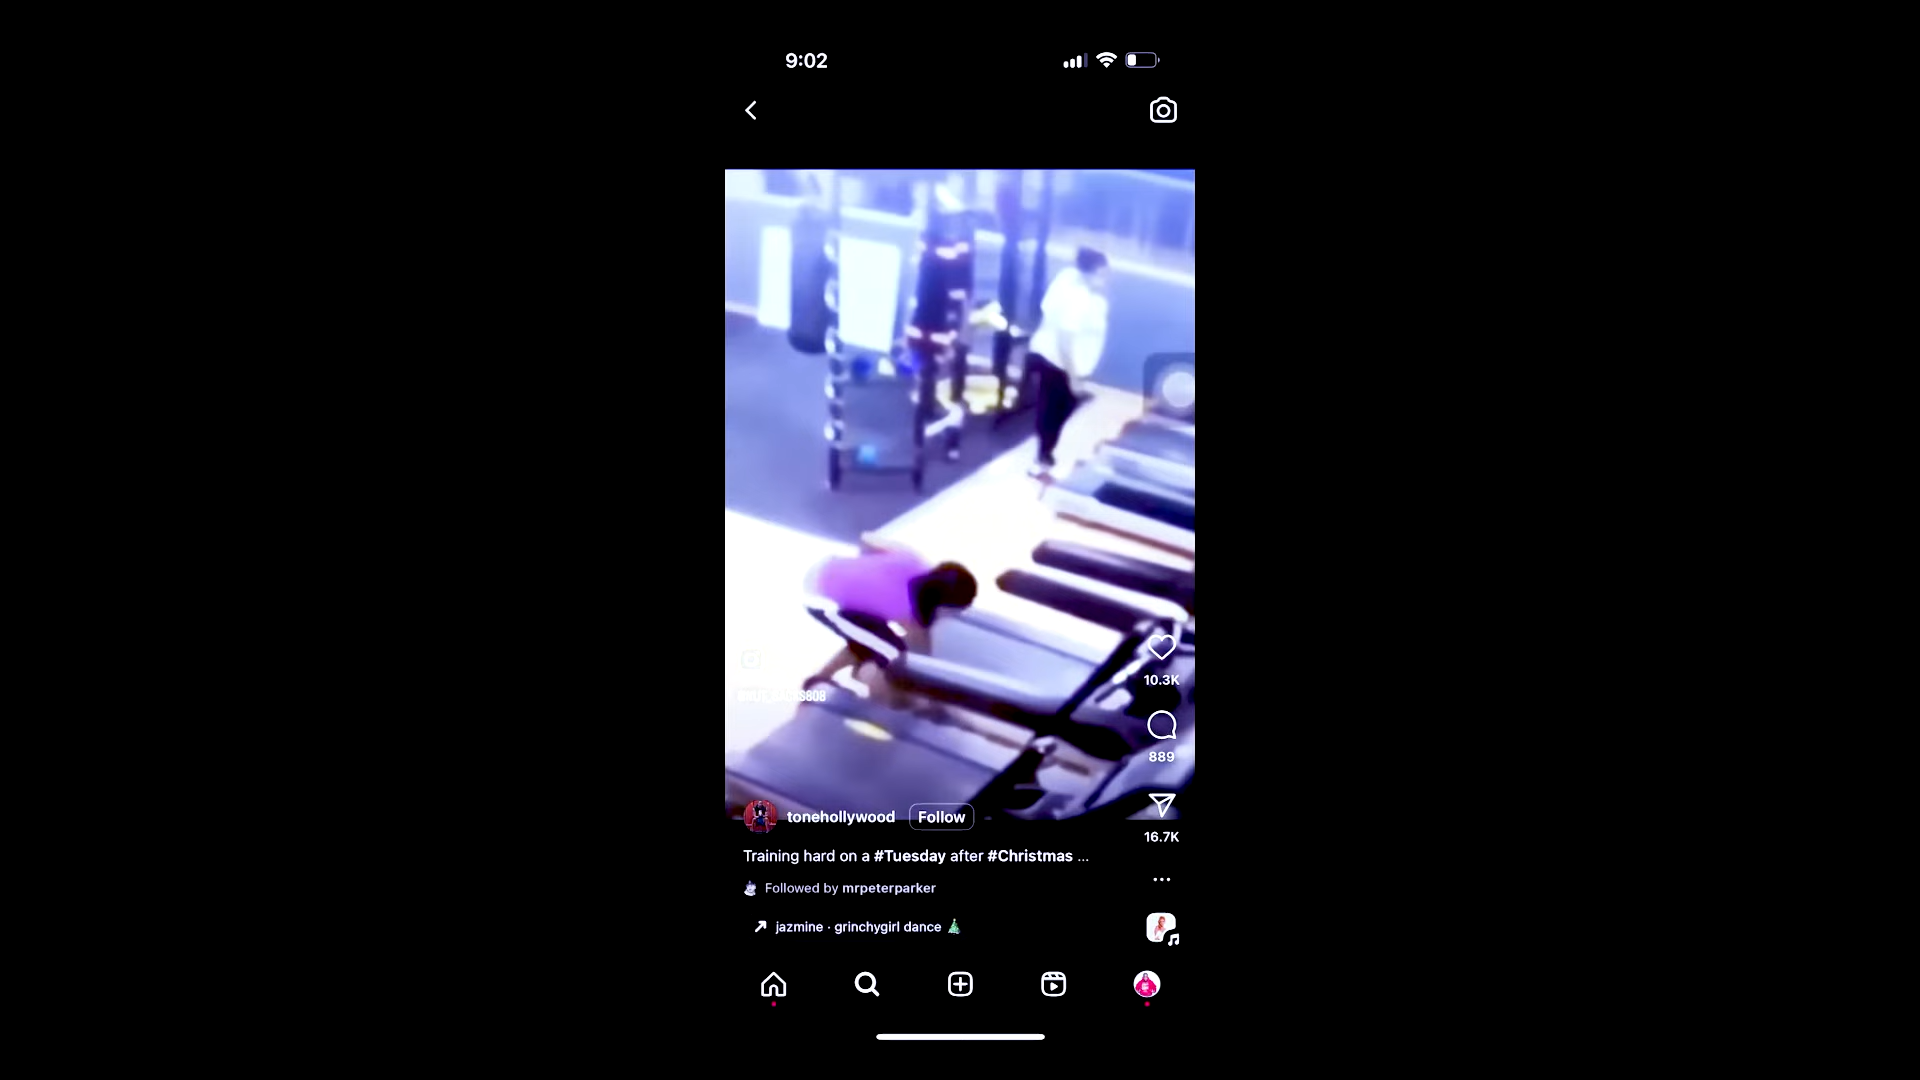 9:02
10.3K
889
tonehollywood Follow
16.7K
Training hard on a #Tuesday after #Christmas ...
Followed by mrpeterparker
jazmine · grinchygirl dance